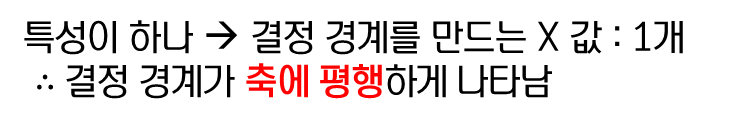 특성이 하나 → 결정 경계를 만드는 X 값 : 1개
∴ 결정 경계가 축에 평행하게 나타남